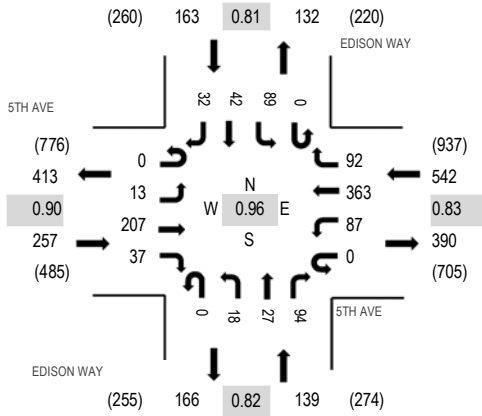 (260) 163 0.81 132 (220)
EDISON WAY
5TH AVE
32 42 89 0
(776) (937)
413 0 92 542
0.90 13 N 363 0.83
W 0.96 E
257 207 S 87 390
(485) 37 0 (705)
0 18 27 94
5TH AVE
EDISON WAY
(255) 166 0.82 139 (274)